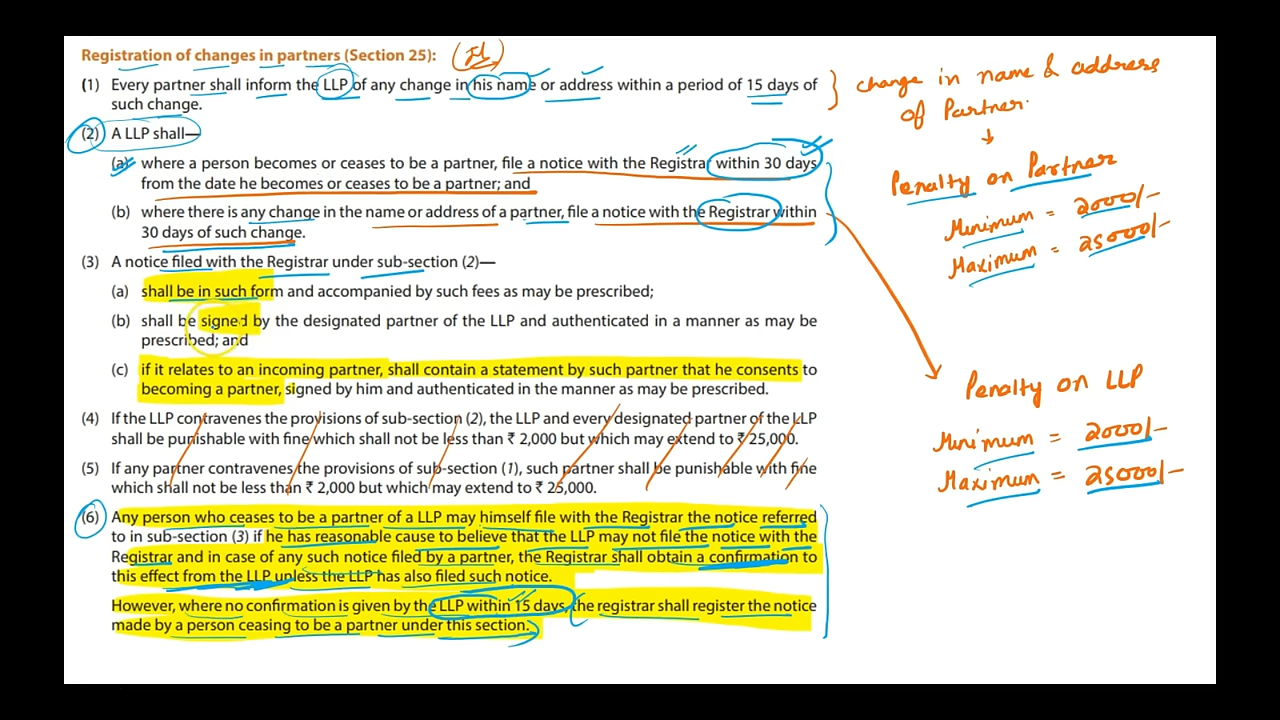 Registration of changes in partners (Section 25):
(1) Every partner shall inform the LLP of any change in his name or address within a period of 15 days of
such change.
(2) A LLP shall—
(a) where a person becomes or ceases to be a partner, file a notice with the Registrar within 30 days
from the date he becomes or ceases to be a partner; and
(b) where there is any change in the name or address of a partner, file a notice with the Registrar within
30 days of such change.
(3) A notice filed with the Registrar under sub-section (2)—
(a) shall be in such form and accompanied by such fees as may be prescribed;
(b) shall be signed by the designated partner of the LLP and authenticated in a manner as may be
prescribed; and
(c) if it relates to an incoming partner, shall contain a statement by such partner that he consents to
becoming a partner, signed by him and authenticated in the manner as may be prescribed.
(4) If the LLP contravenes the provisions of sub-section (2), the LLP and every designated partner of the LLP
shall be punishable with fine which shall not be less than ₹ 2,000 but which may extend to ₹ 25,000.
(5) If any partner contravenes the provisions of sub-section (1), such partner shall be punishable with fine
which shall not be less than ₹ 2,000 but which may extend to ₹ 25,000.
(6) Any person who ceases to be a partner of a LLP may himself file with the Registrar the notice referred
to in sub-section (3) if he has reasonable cause to believe that the LLP may not file the notice with the
Registrar and in case of any such notice filed by a partner, the Registrar shall obtain a confirmation to
this effect from the LLP unless the LLP has also filed such notice.
However, where no confirmation is given by the LLP within 15 days, the registrar shall register the notice
made by a person ceasing to be a partner under this section.
change in name & address
of Partner.
Penalty on Partner
Minimum = 2000/-
Maximum = 25000/-
Penalty on LLP
Minimum = 2000/-
Maximum = 25000/-